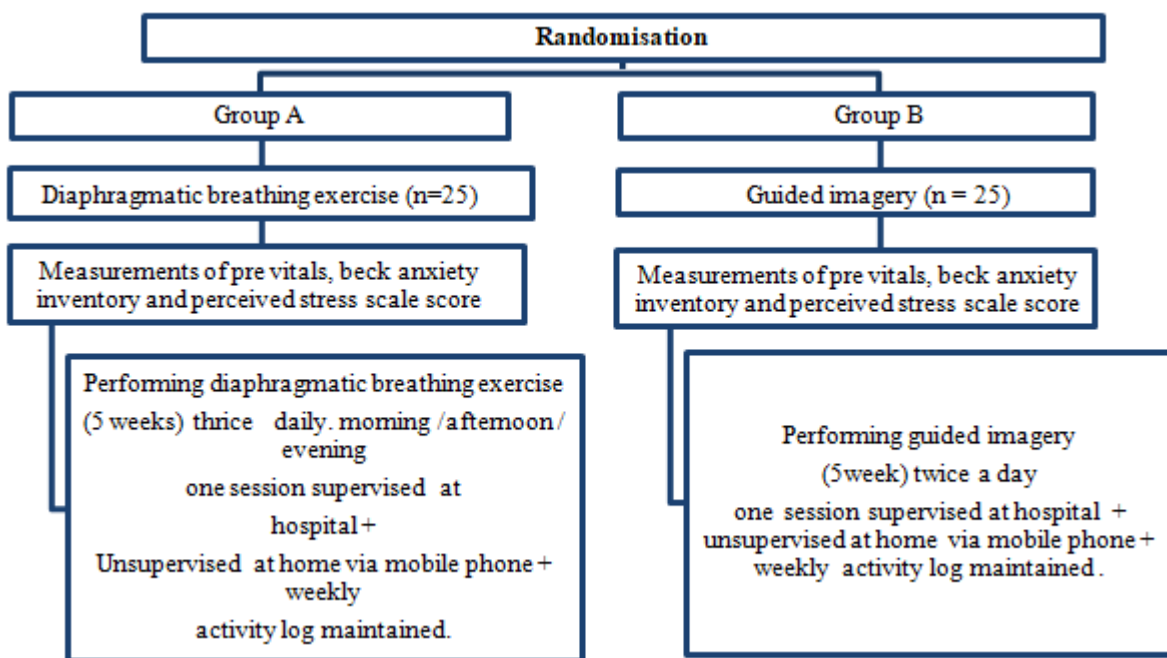 Randomisation
Group A
Group B
Diaphragmatic breathing exercise (n=25)
Guided imagery (n = 25)
Measurements of pre vitals, beck anxiety
inventory and perceived stress scale score
Measurements of pre vitals, beck anxiety
inventory and perceived stress scale score
Performing diaphragmatic breathing exercise
(5 weeks) thrice daily. morning /afternoon /
evening
one session supervised at
hospital +
Unsupervised at home via mobile phone +
weekly
activity log maintained.
Performing guided imagery
(5week) twice a day
one session supervised at hospital +
unsupervised at home via mobile phone +
weekly activity log maintained .